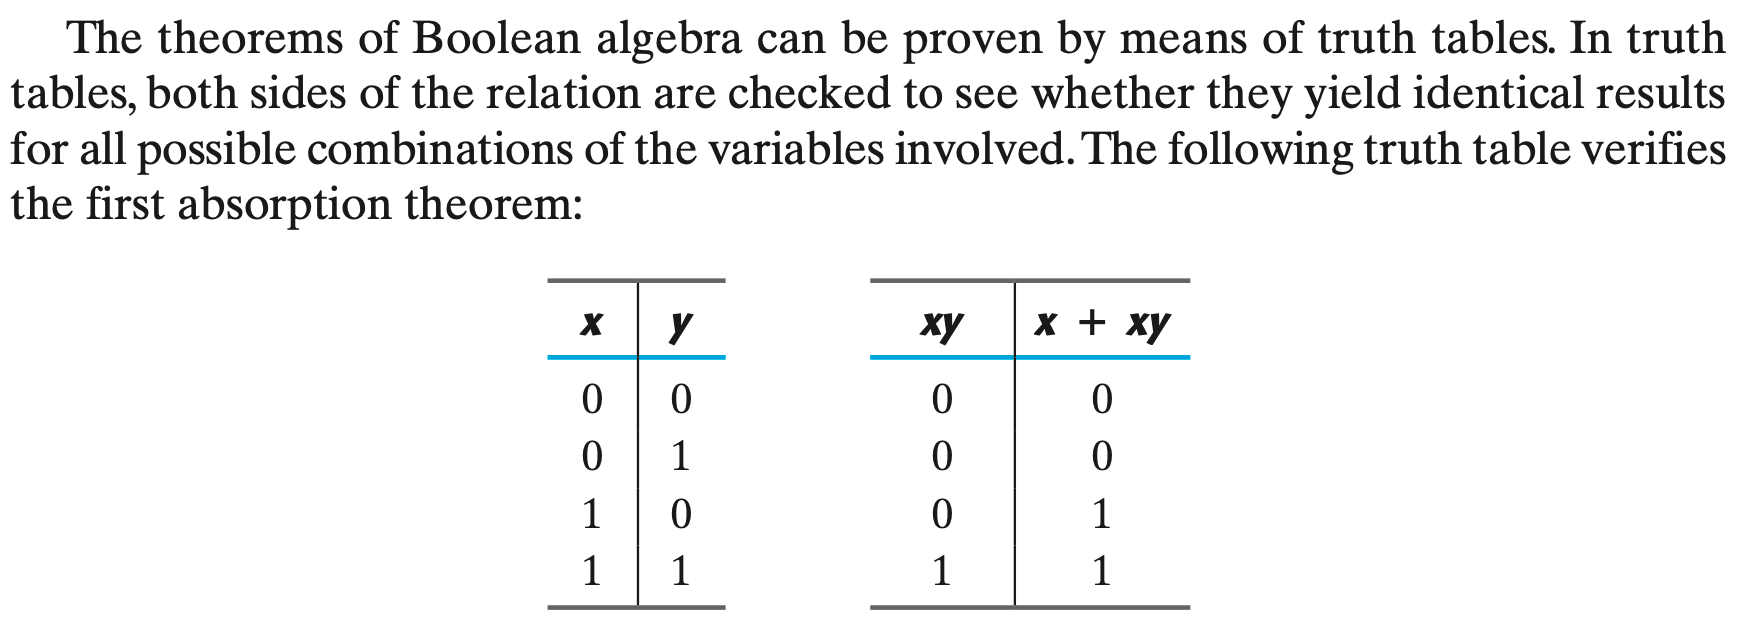 The theorems of Boolean algebra can be proven by means of truth tables. In truth
tables, both sides of the relation are checked to see whether they yield identical results
for all possible combinations of the variables involved. The following truth table verifies
the first absorption theorem:
x y xy x + xy
0 0 0 0
0 1 0 0
1 0 0 1
1 1 1 1